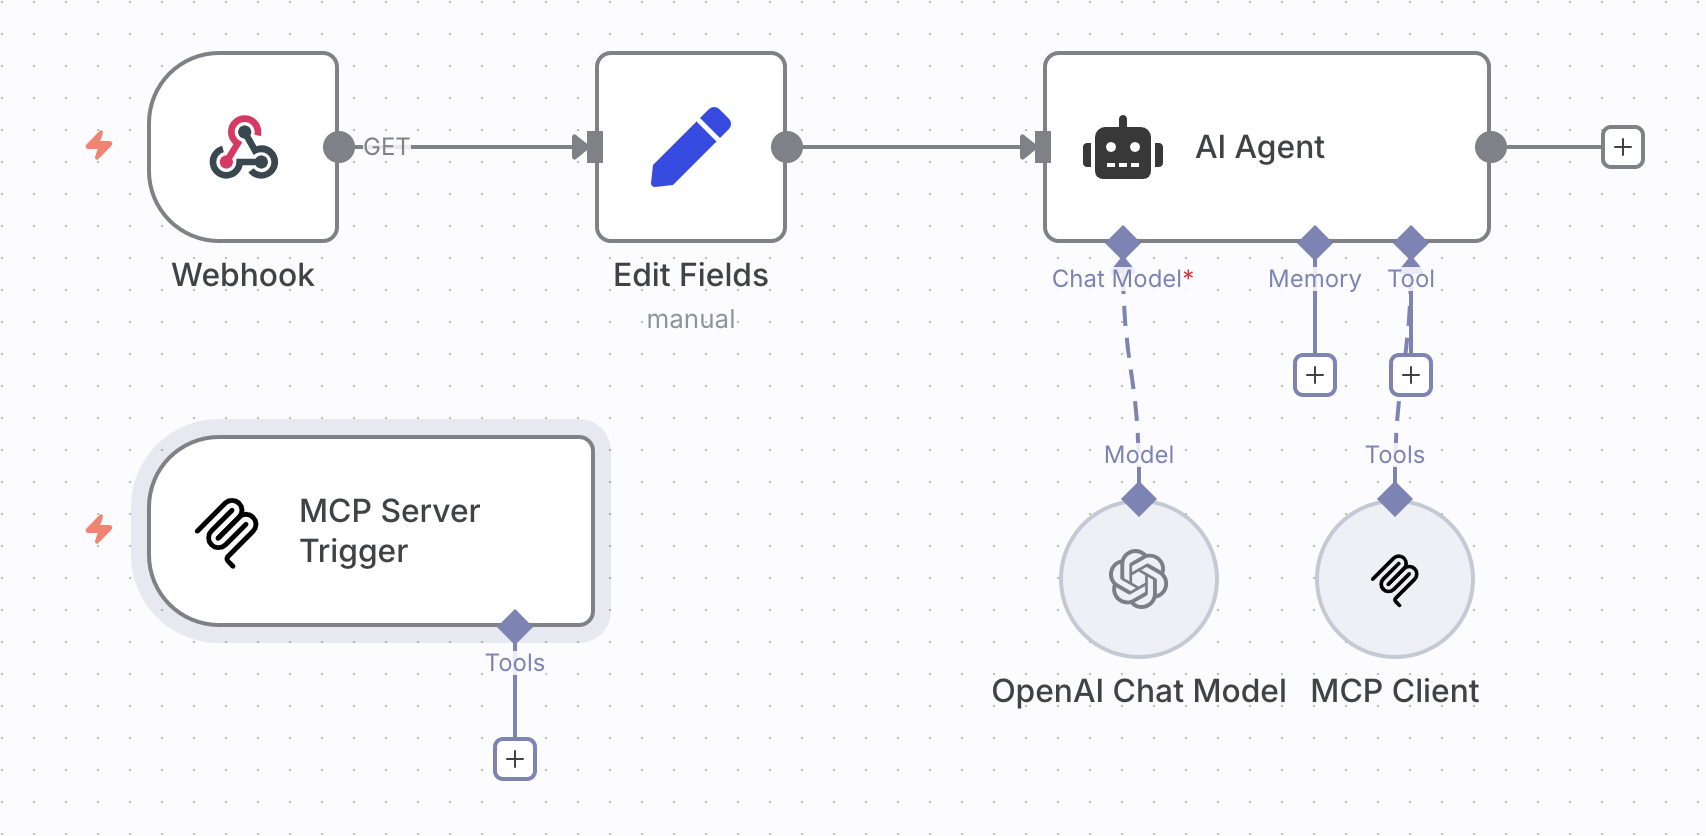 GET
AI Agent
Webhook
Edit Fields
manual
Chat Model*
Memory
Tool
Model
Tools
MCP Server
Trigger
Tools
OpenAI Chat Model
MCP Client